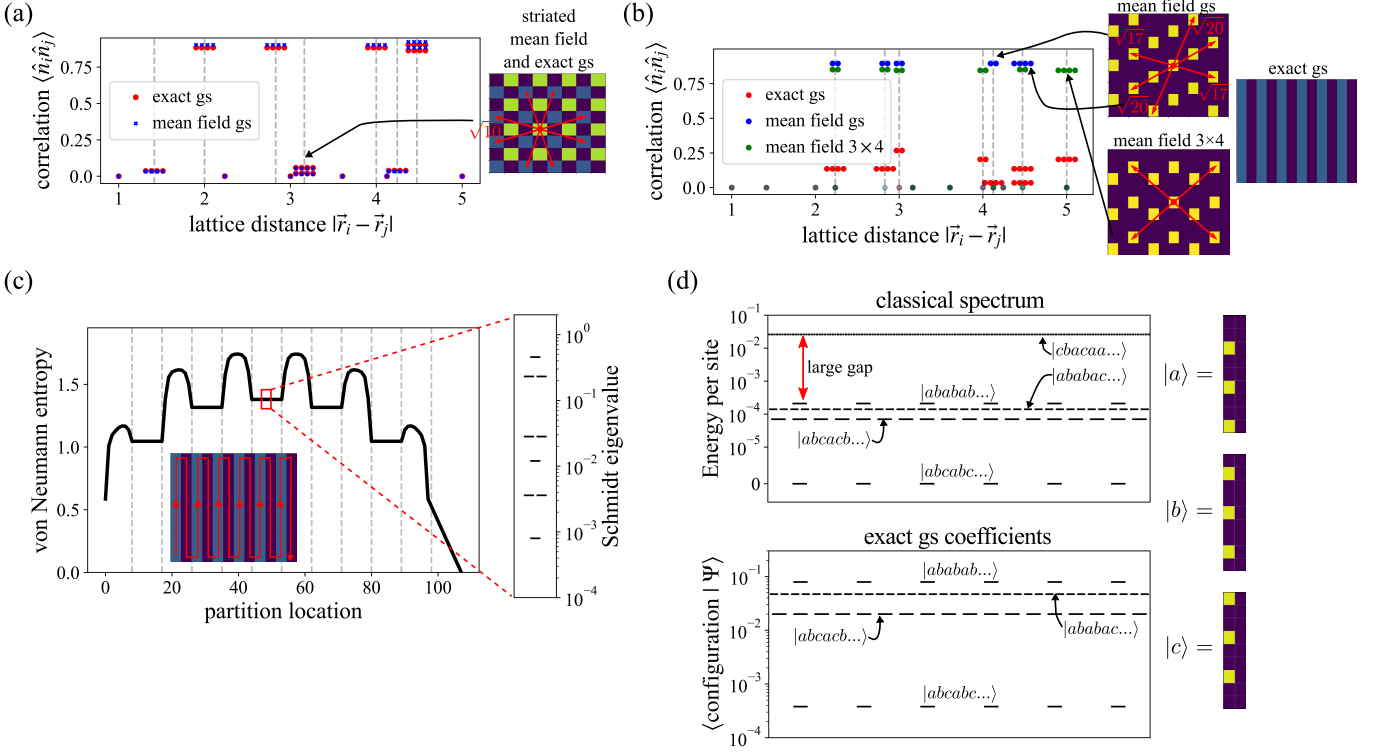 (a)
striated
mean field
and exact gs
correlation ⟨n̂ᵢn̂ⱼ⟩
0.75
0.50
0.25
0.0
exact gs
mean field gs
√10
1
2
3
4
5
lattice distance |r⃗ᵢ − r⃗ⱼ|
(b)
mean field gs
√20
√17
√17
√20
exact gs
mean field 3×4
correlation ⟨n̂ᵢn̂ⱼ⟩
0.75
0.50
0.25
0.0
exact gs
mean field gs
mean field 3×4
1
2
3
4
5
lattice distance |r⃗ᵢ − r⃗ⱼ|
(c)
von Neumann entropy
1.5
1.0
0.5
0.0
0
20
40
60
80
100
partition location
10⁰
10⁻¹
10⁻²
10⁻³
10⁻⁴
Schmidt eigenvalue
(d)
classical spectrum
Energy per site
10⁻¹
10⁻²
10⁻³
10⁻⁴
10⁻⁵
0
large gap
|cbacaa...⟩
|ababac...⟩
|ababab...⟩
|abcacb...⟩
|abcabc...⟩
exact gs coefficients
⟨configuration | Ψ⟩
10⁻¹
10⁻²
10⁻³
10⁻⁴
|ababab...⟩
|abcacb...⟩
|ababac...⟩
|abcabc...⟩
|a⟩ =
|b⟩ =
|c⟩ =